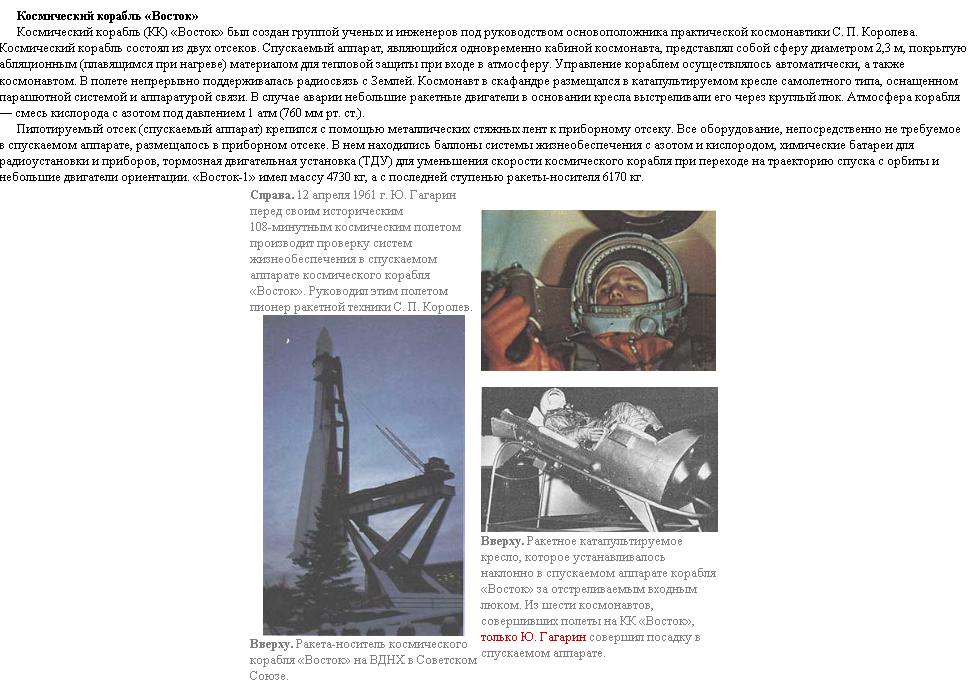 Космический корабль «Восток»
Космический корабль (КК) «Восток» был создан группой ученых и инженеров под руководством основоположника практической космонавтики С. П. Королева.
Космический корабль состоял из двух отсеков. Спускаемый аппарат, являющийся одновременно кабиной космонавта, представлял собой сферу диаметром 2,3 м, покрытую
абляционным (плавящимся при нагреве) материалом для тепловой защиты при входе в атмосферу. Управление кораблем осуществлялось автоматически, а также
космонавтом. В полете непрерывно поддерживалась радиосвязь с Землей. Космонавт в скафандре размещался в катапультируемом кресле самолетного типа, оснащенном
парашютной системой и аппаратурой связи. В случае аварии небольшие ракетные двигатели в основании кресла выстреливали его через круглый люк. Атмосфера корабля
— смесь кислорода с азотом под давлением 1 атм (760 мм рт. ст.).
Пилотируемый отсек (спускаемый аппарат) крепился с помощью металлических стяжных лент к приборному отсеку. Все оборудование, непосредственно не требуемое
в спускаемом аппарате, размещалось в приборном отсеке. В нем находились баллоны системы жизнеобеспечения с азотом и кислородом, химические батареи для
радиоустановки и приборов, тормозная двигательная установка (ТДУ) для уменьшения скорости космического корабля при переходе на траекторию спуска с орбиты и
небольшие двигатели ориентации. «Восток-1» имел массу 4730 кг, а с последней ступенью ракеты-носителя 6170 кг.
Справа. 12 апреля 1961 г. Ю. Гагарин
перед своим историческим
108-минутным космическим полетом
производит проверку систем
жизнеобеспечения в спускаемом
аппарате космического корабля
«Восток». Руководил этим полетом
пионер ракетной техники С. П. Королев.
Вверху. Ракета-носитель космического
корабля «Восток» на ВДНХ в Советском
Союзе.
Вверху. Ракетное катапультируемое
кресло, которое устанавливалось
наклонно в спускаемом аппарате корабля
«Восток» за отстреливаемым входным
люком. Из шести космонавтов,
совершивших полеты на КК «Восток»,
только Ю. Гагарин совершил посадку в
спускаемом аппарате.